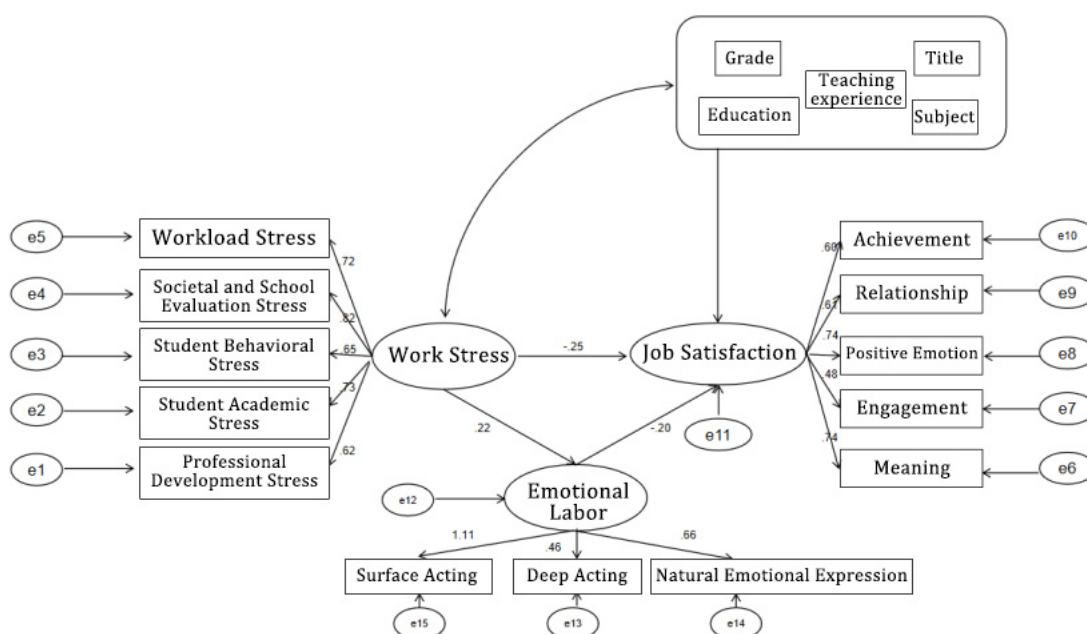 Grade
Title
Teaching
experience
Education
Subject
e5
Workload Stress
.72
e4
Societal and School
Evaluation Stress
.82
e3
Student Behavioral
Stress
.65
e2
Student Academic
Stress
.73
e1
Professional
Development Stress
.62
Work Stress
-.25
Job Satisfaction
.60
Achievement
e10
.61
Relationship
e9
.74
Positive Emotion
e8
.48
Engagement
e7
.74
Meaning
e6
.22
-.20
e11
e12
Emotional
Labor
1.11
.46
.66
Surface Acting
Deep Acting
Natural Emotional Expression
e15
e13
e14